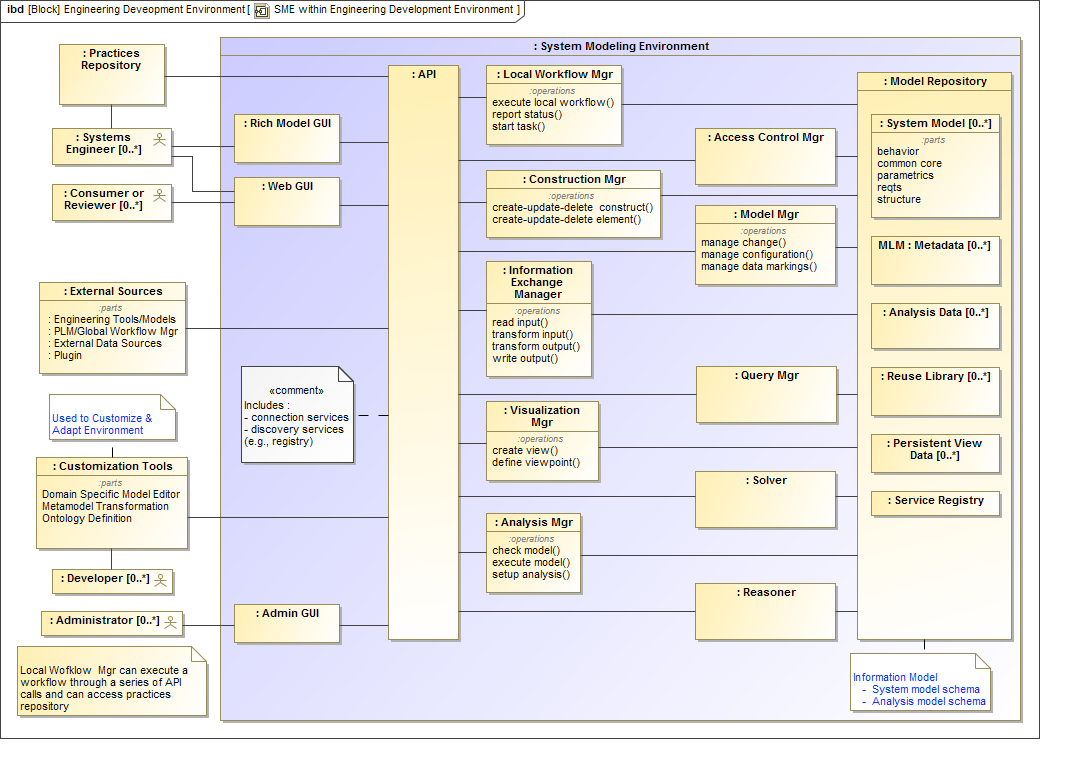 ibd [Block] Engineering Deveopment Environment [ SME within Engineering Development Environment ]
: System Modeling Environment
: Practices
Repository
: Systems
Engineer [0..*]
: Consumer or
Reviewer [0..*]
: External Sources
:parts
: Engineering Tools/Models
: PLM/Global Workflow Mgr
: External Data Sources
: Plugin
Used to Customize &
Adapt Environment
: Customization Tools
:parts
Domain Specific Model Editor
Metamodel Transformation
Ontology Definition
: Developer [0..*]
: Administrator [0..*]
Local Wofklow Mgr can execute a
workflow through a series of API
calls and can access practices
repository
: Rich Model GUI
: Web GUI
«comment»
Includes :
- connection services
- discovery services
(e.g., registry)
: Admin GUI
: API
: Local Workflow Mgr
:operations
execute local workflow()
report status()
start task()
: Construction Mgr
:operations
create-update-delete construct()
create-update-delete element()
: Information
Exchange
Manager
:operations
read input()
transform input()
transform output()
write output()
: Visualization
Mgr
:operations
create view()
define viewpoint()
: Analysis Mgr
:operations
check model()
execute model()
setup analysis()
: Access Control Mgr
: Model Mgr
:operations
manage change()
manage configuration()
manage data markings()
: Query Mgr
: Solver
: Reasoner
: Model Repository
: System Model [0..*]
:parts
behavior
common core
parametrics
reqts
structure
MLM : Metadata [0..*]
: Analysis Data [0..*]
: Reuse Library [0..*]
: Persistent View
Data [0..*]
: Service Registry
Information Model
- System model schema
- Analysis model schema